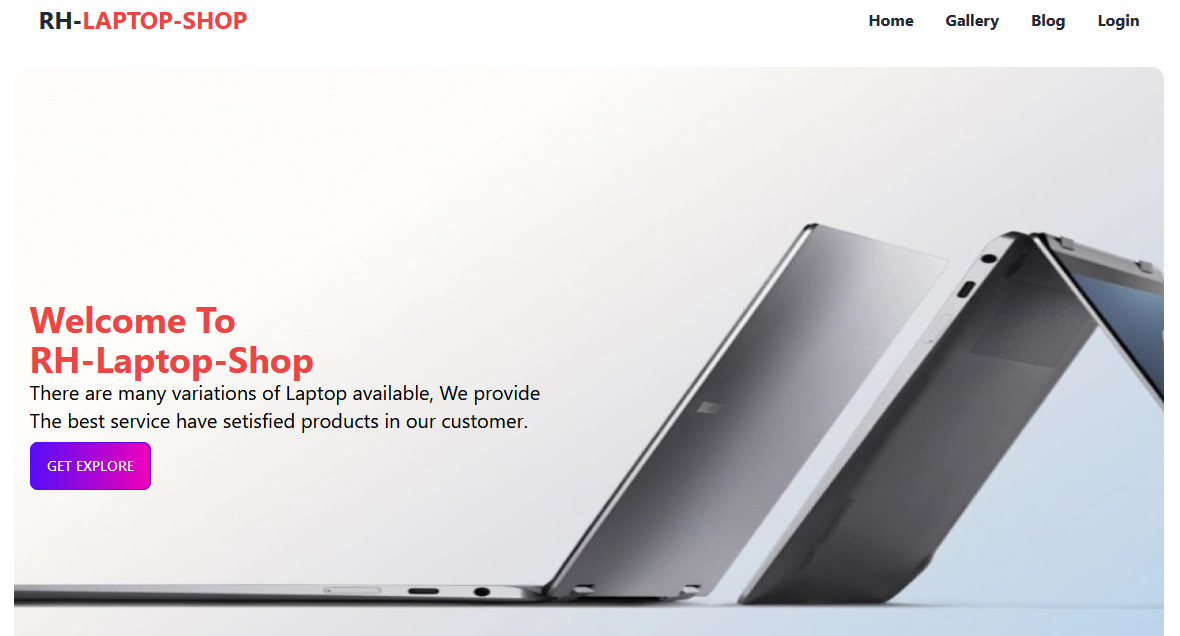 RH-LAPTOP-SHOP
Home Gallery Blog Login
Welcome To
RH-Laptop-Shop
There are many variations of Laptop available, We provide
The best service have setisfied products in our customer.
GET EXPLORE